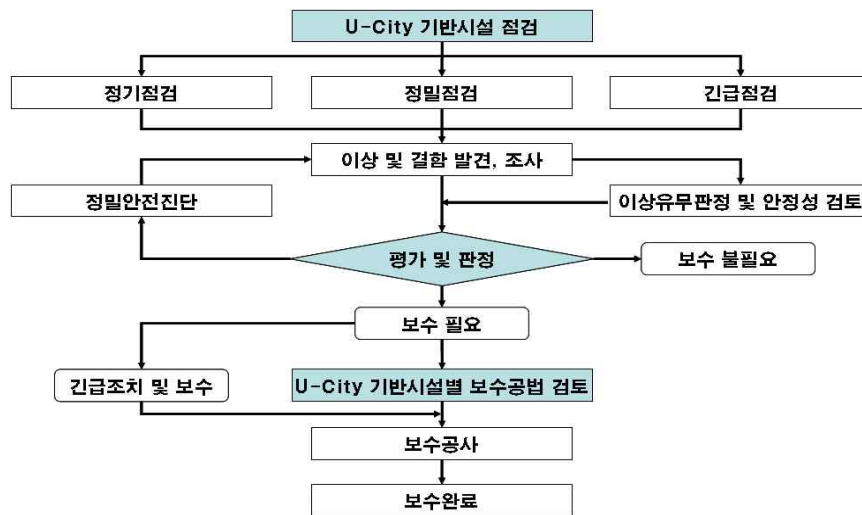 U-City 기반시설 점검
정기점검
정밀점검
긴급점검
이상 및 결함 발견, 조사
정밀안전진단
이상유무판정 및 안정성 검토
평가 및 판정
보수 불필요
보수 필요
긴급조치 및 보수
U-City 기반시설별 보수공법 검토
보수공사
보수완료